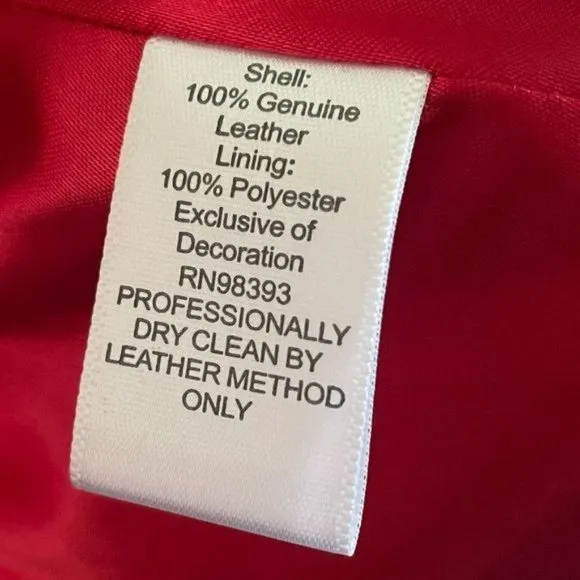 Shell:
100% Genuine
Leather
Lining:
100% Polyester
Exclusive of
Decoration
RN98393
PROFESSIONALLY
DRY CLEAN BY
LEATHER METHOD
ONLY